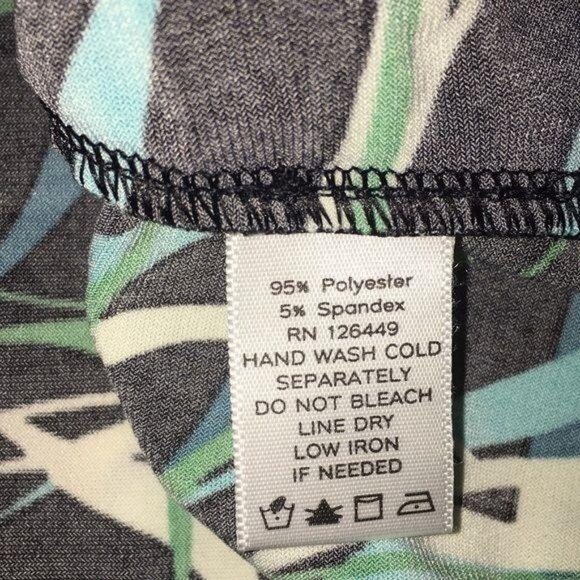 95% Polyester
5% Spandex
RN 126449
HAND WASH COLD
SEPARATELY
DO NOT BLEACH
LINE DRY
LOW IRON
IF NEEDED